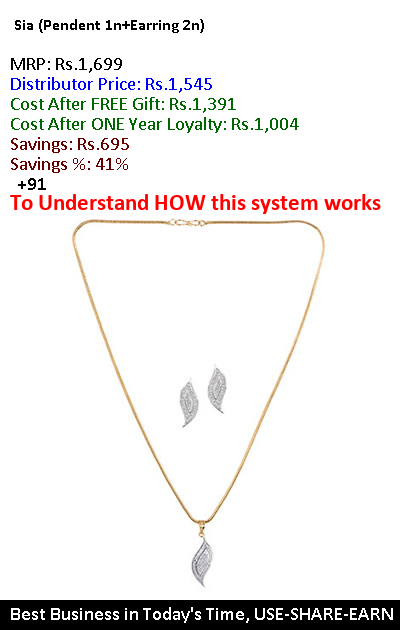 Sia (Pendent 1n+Earring 2n)
MRP: Rs.1,699
Distributor Price: Rs.1,545
Cost After FREE Gift: Rs.1,391
Cost After ONE Year Loyalty: Rs.1,004
Savings: Rs.695
Savings %: 41%
+91
To Understand HOW this system works
Best Business in Today's Time, USE-SHARE-EARN